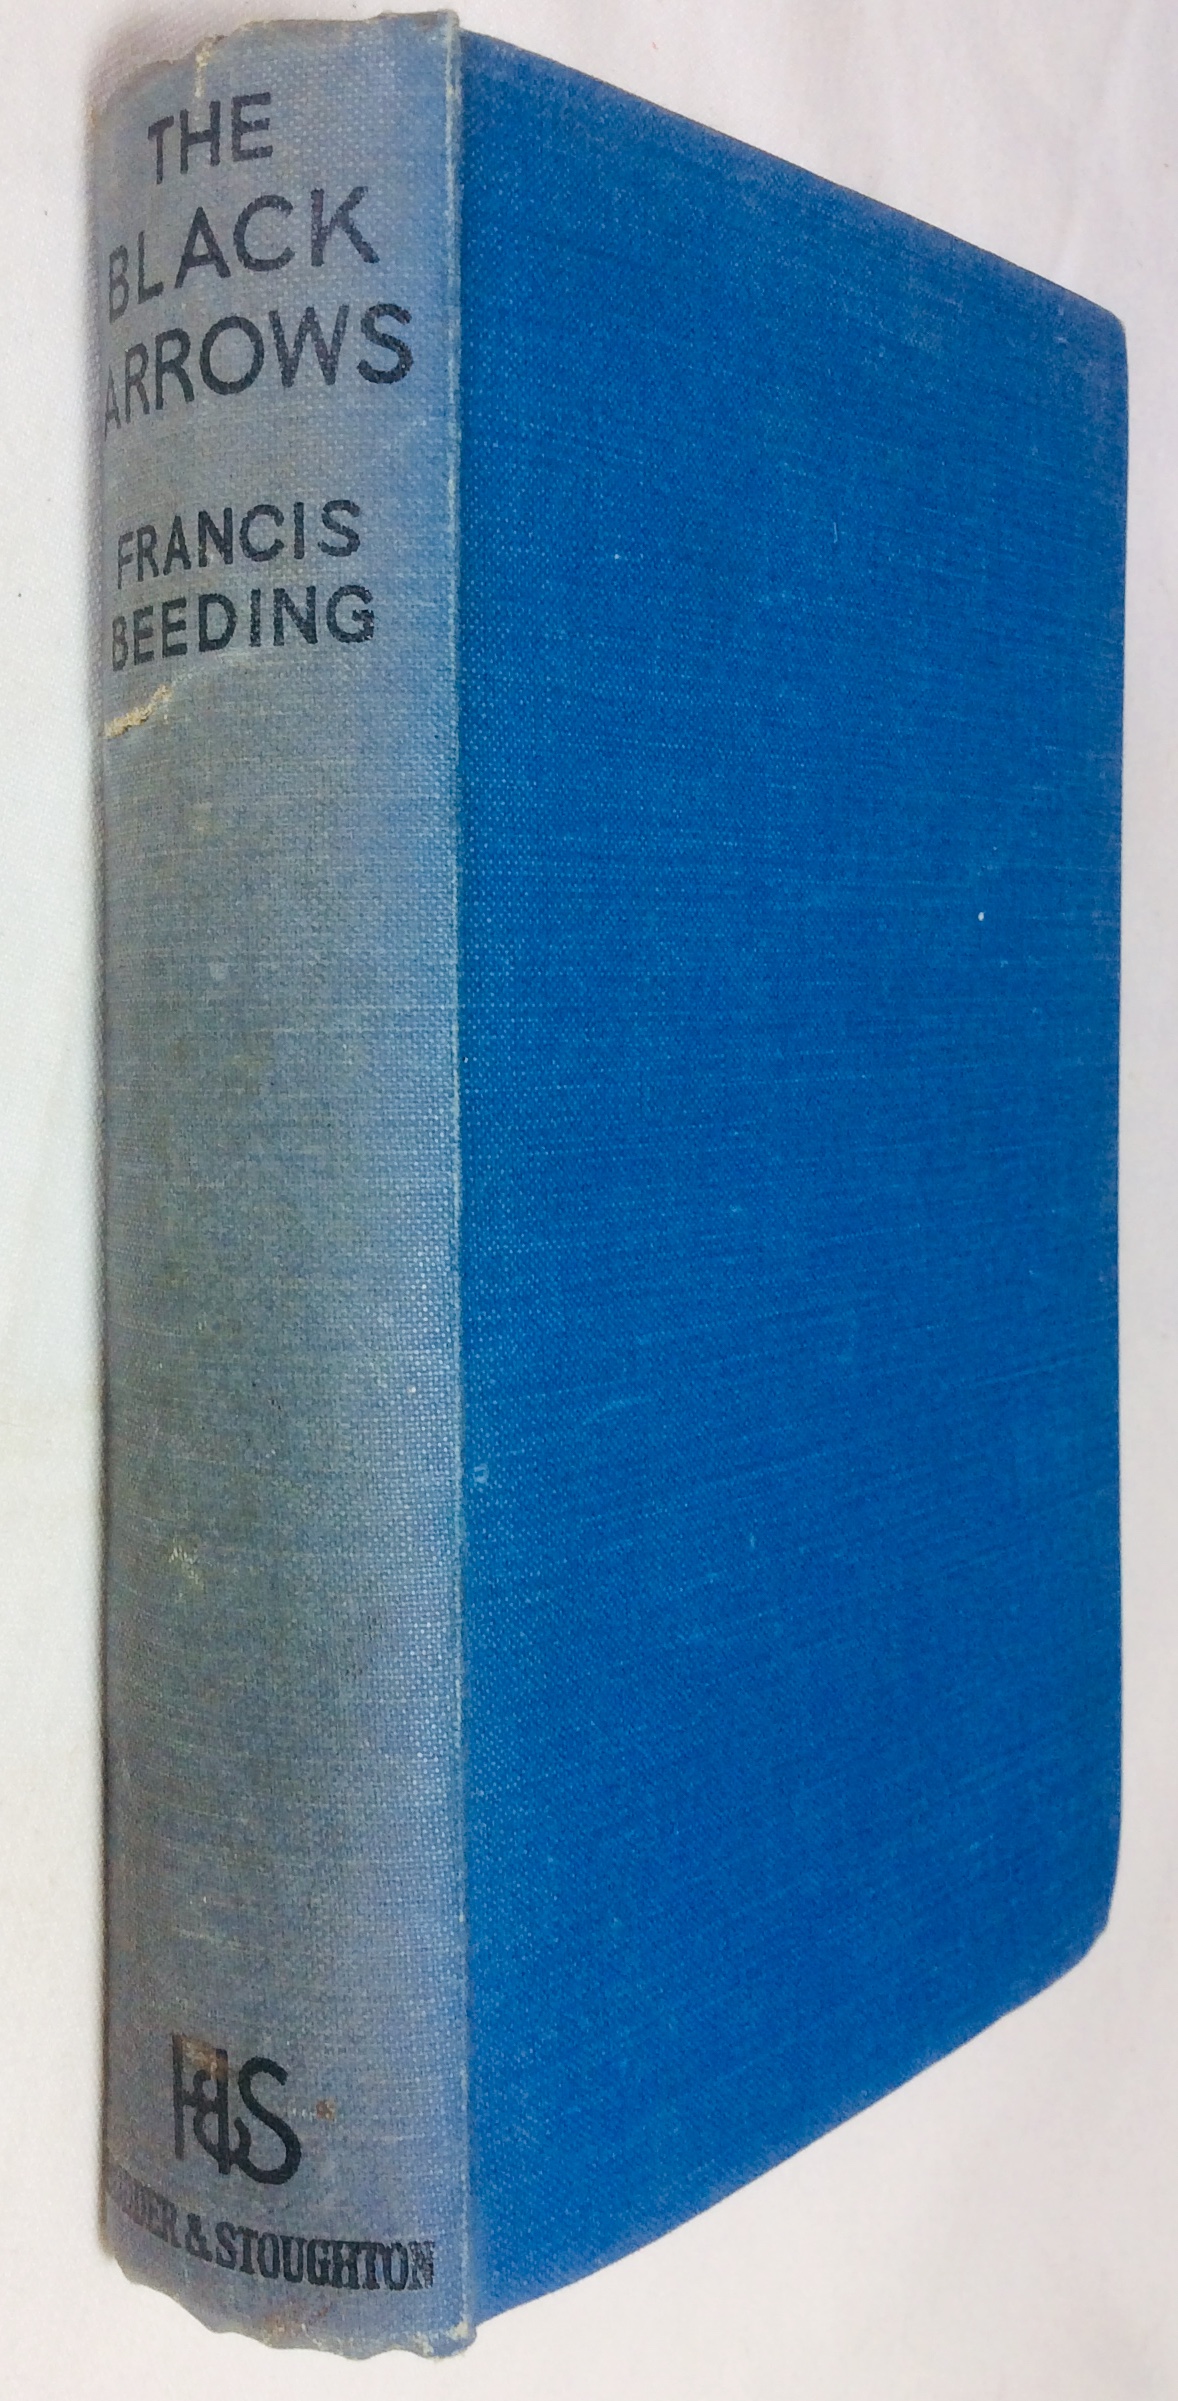 THE
BLACK
ARROWS
FRANCIS
BEEDING
H&S
& STOUGHTON